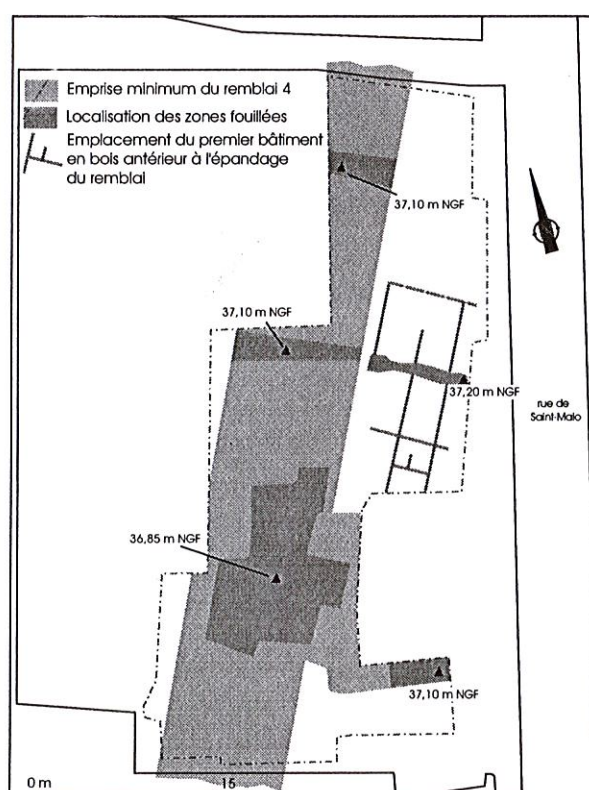 Emprise minimum du remblai 4
Localisation des zones fouillées
Emplacement du premier bâtiment
en bois antérieur à l'épandage
du remblai
37,10 m NGF
37,10 m NGF
37,20 m NGF
rue de
Saint-Malo
36,85 m NGF
37,10 m NGF
0 m 15